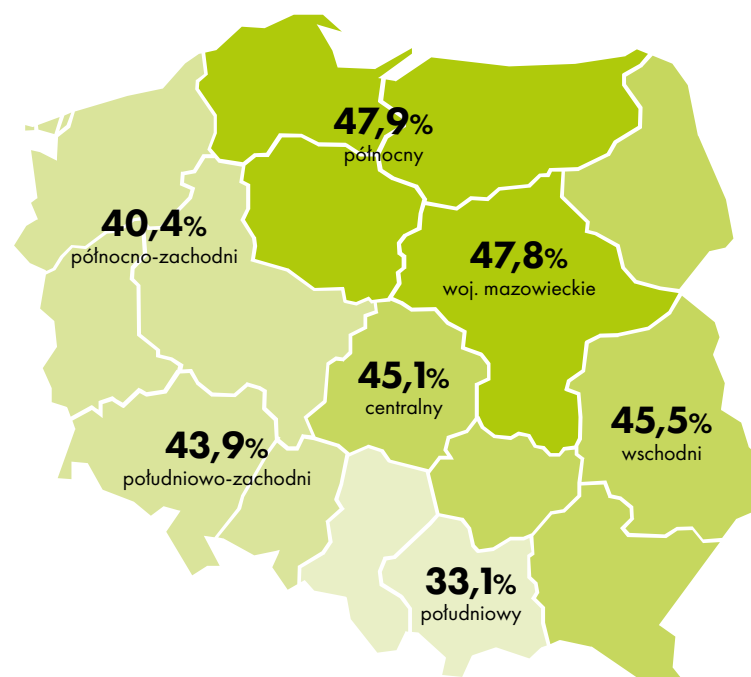 47,9%
północny
40,4%
północno-zachodni
47,8%
woj. mazowieckie
45,1%
centralny
45,5%
wschodni
43,9%
południowo-zachodni
33,1%
południowy